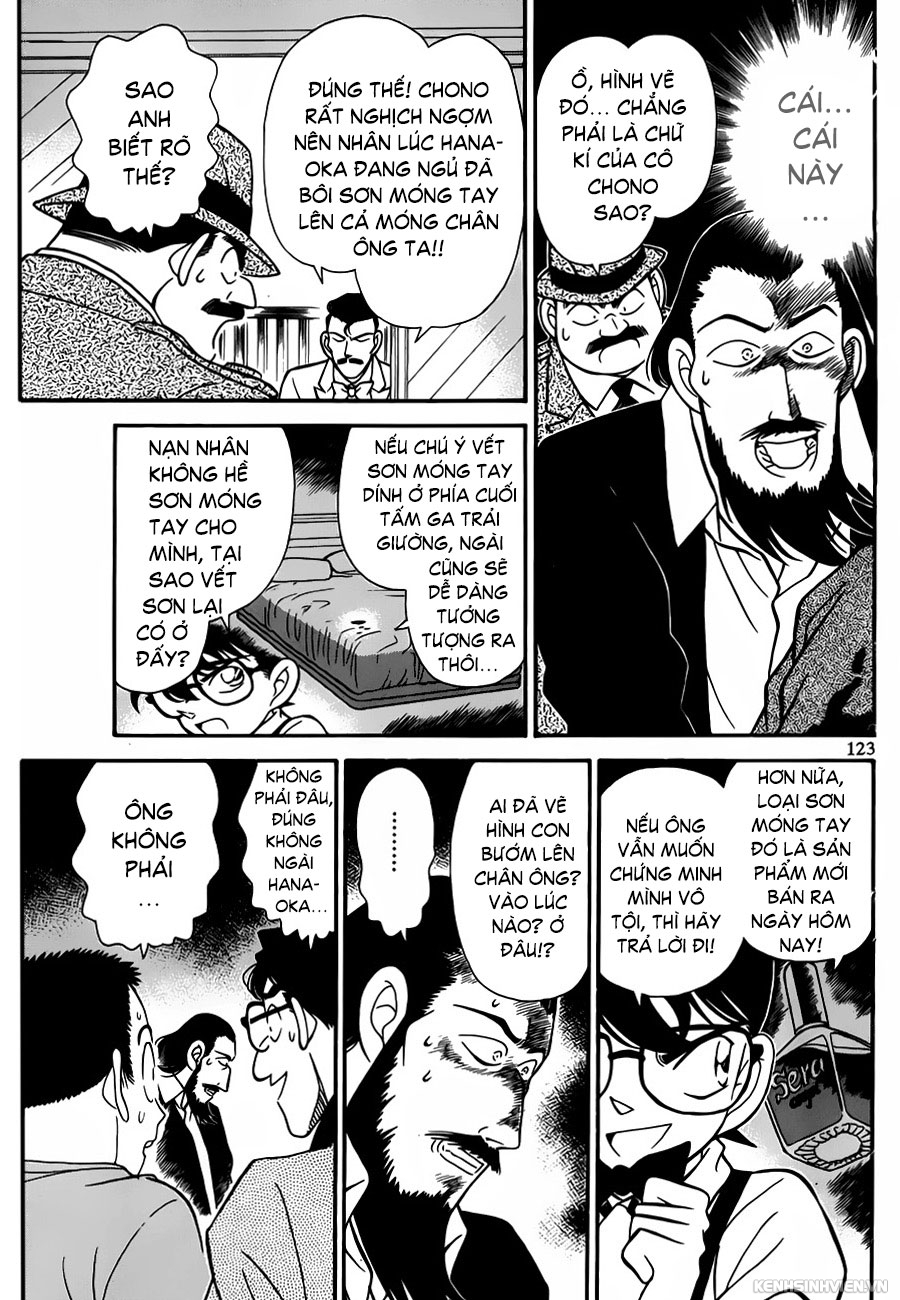 CÁI...
CÁI
NÀY
...
Ồ, HÌNH VẼ
ĐÓ... CHẲNG
PHẢI LÀ CHỮ
KÍ CỦA CÔ
CHONO
SAO?
ĐÚNG THẾ! CHONO
RẤT NGHỊCH NGỢM
NÊN NHÂN LÚC HANA-
OKA ĐANG NGỦ ĐÃ
BÔI SƠN MÓNG TAY
LÊN CẢ MÓNG CHÂN
ÔNG TA!!
SAO
ANH
BIẾT RÕ
THẾ?
NẾU CHÚ Ý VẾT
SƠN MÓNG TAY
DÍNH Ở PHÍA CUỐI
TẤM GA TRẢI
GIƯỜNG, NGÀI
CŨNG SẼ
DỄ DÀNG
TƯỚNG
TƯỢNG RA
THÔI...
NẠN NHÂN
KHÔNG HỀ
SƠN MÓNG
TAY CHO
MÌNH, TẠI
SAO VẾT
SƠN LẠI
CÓ Ở
ĐẤY?
123
HƠN NỮA,
LOẠI SƠN
MÓNG TAY
ĐÓ LÀ SẢN
PHẨM MỚI
BÁN RA
NGÀY HÔM
NAY!
NẾU ÔNG
VẪN MUỐN
CHỨNG MINH
MÌNH VÔ
TỘI, THÌ HÃY
TRẢ LỜI ĐI!
Sera
AI ĐÃ VẼ
HÌNH CON
BƯỚM LÊN
CHÂN ÔNG?
VÀO LÚC
NÀO? Ở
ĐÂU!?
.........
KHÔNG
PHẢI ĐÂU,
ĐÚNG
KHÔNG
NGÀI
HANA-
OKA...
ÔNG
KHÔNG
PHẢI
...
KENHSINHVIEN.VN